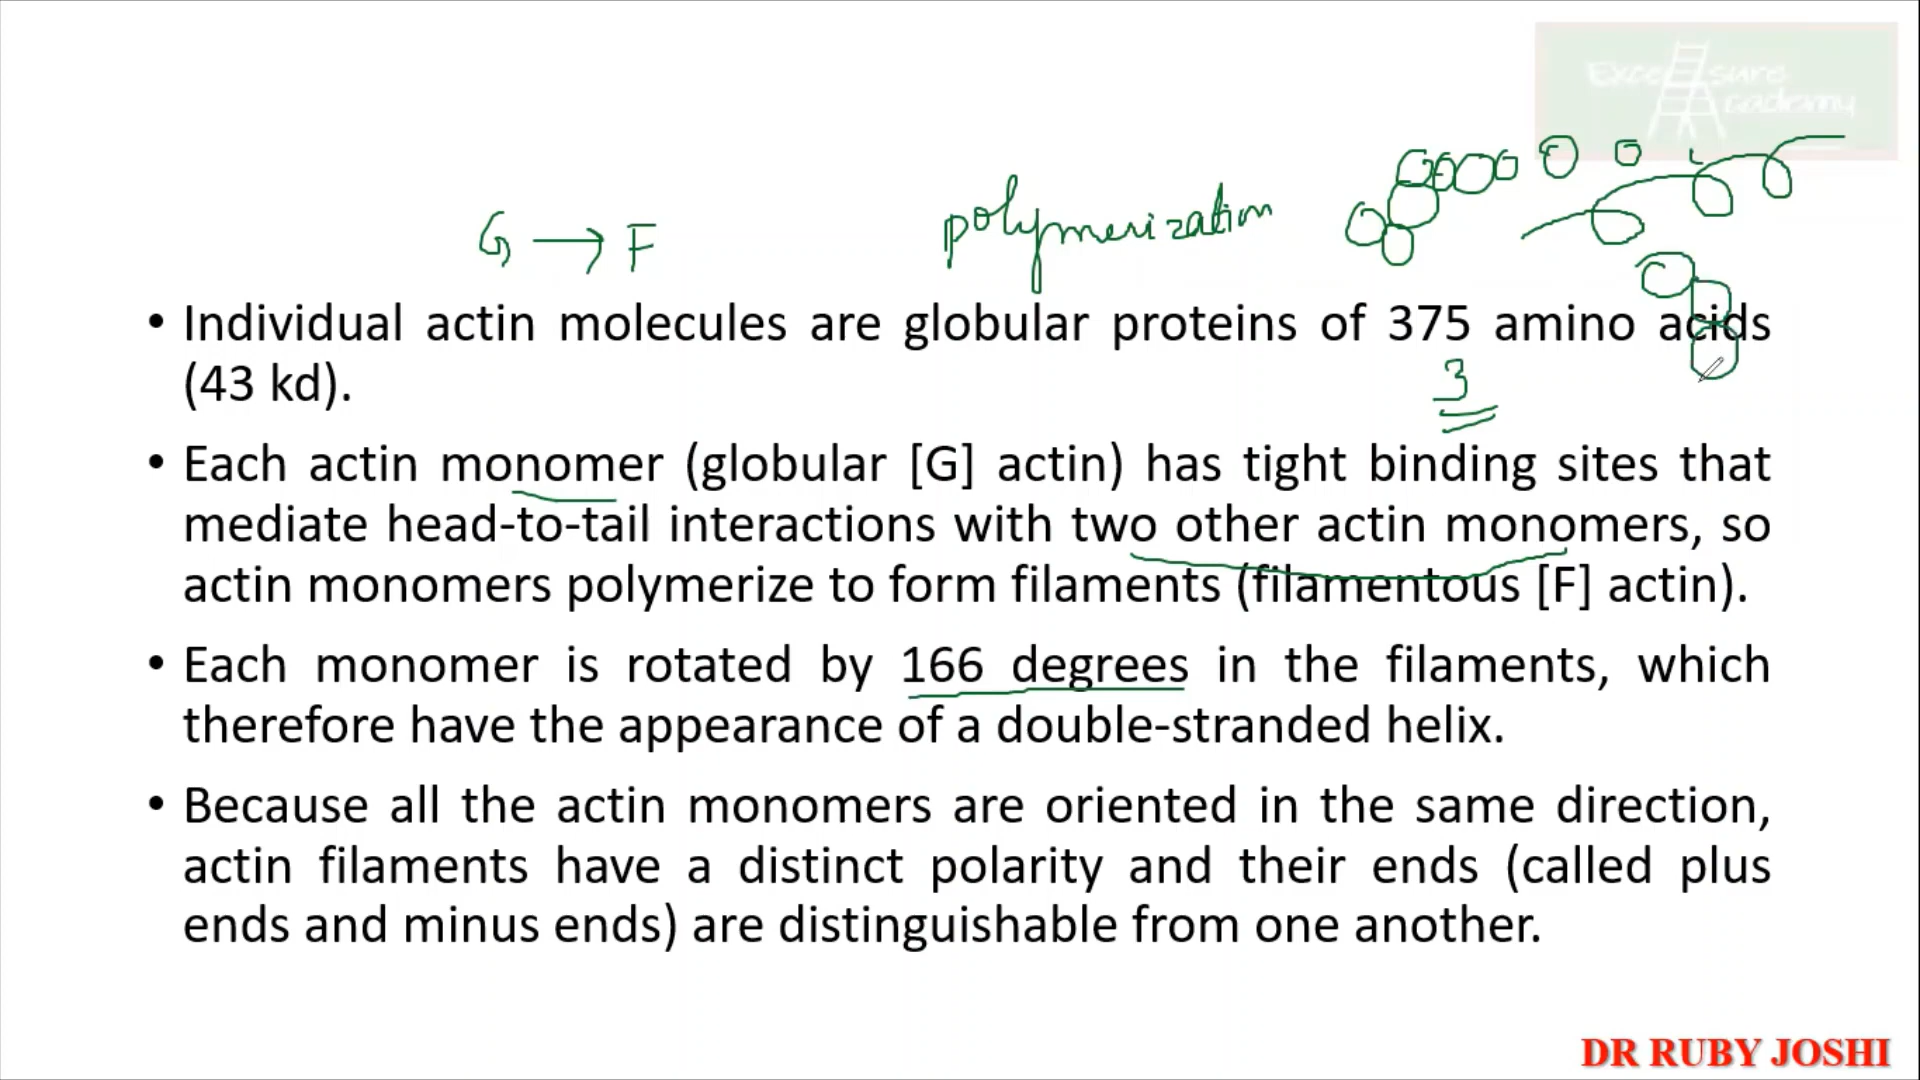 Excelsure
Academy
G → F
polymerization
• Individual actin molecules are globular proteins of 375 amino acids
(43 kd).
3
• Each actin monomer (globular [G] actin) has tight binding sites that
mediate head-to-tail interactions with two other actin monomers, so
actin monomers polymerize to form filaments (filamentous [F] actin).
• Each monomer is rotated by 166 degrees in the filaments, which
therefore have the appearance of a double-stranded helix.
• Because all the actin monomers are oriented in the same direction,
actin filaments have a distinct polarity and their ends (called plus
ends and minus ends) are distinguishable from one another.
DR RUBY JOSHI